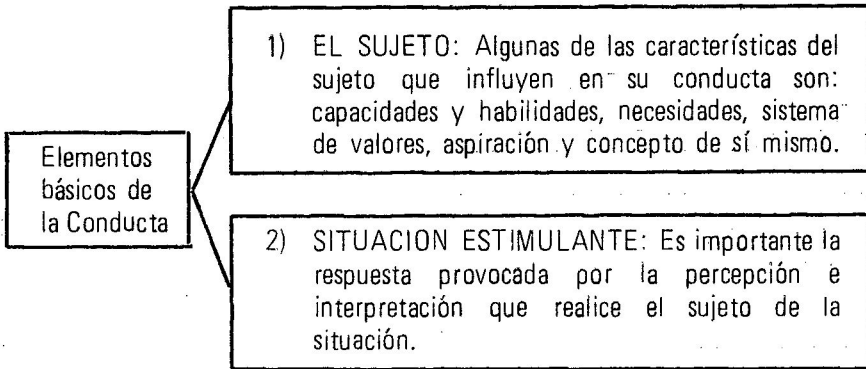 Elementos
básicos de
la Conducta
1) EL SUJETO: Algunas de las características del
sujeto que influyen en su conducta son:
capacidades y habilidades, necesidades, sistema
de valores, aspiración y concepto de sí mismo.
2) SITUACION ESTIMULANTE: Es importante la
respuesta provocada por la percepción e
interpretación que realice el sujeto de la
situación.